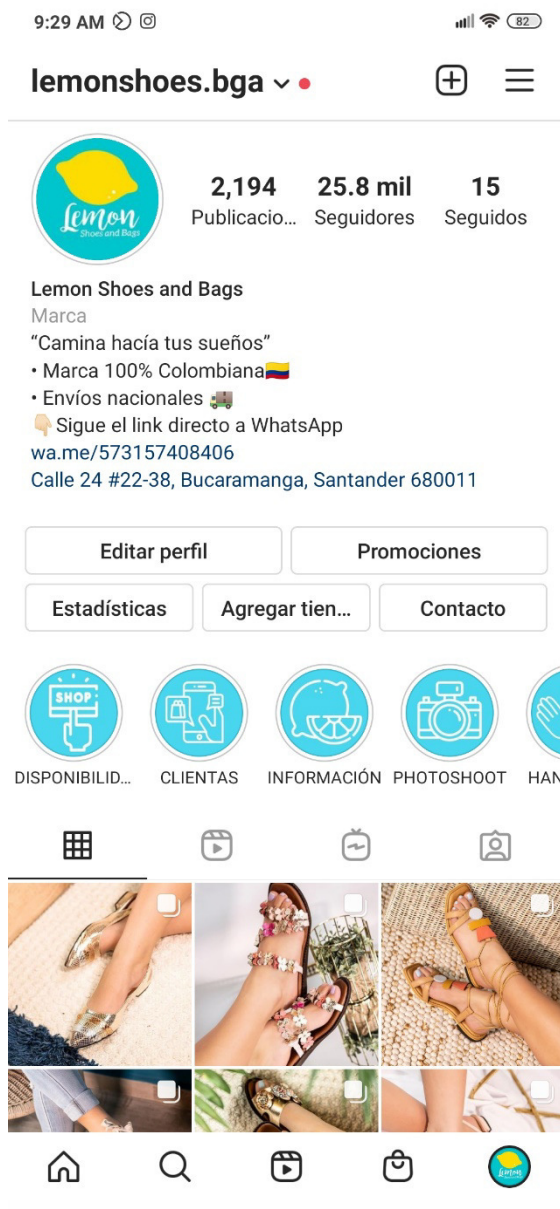 9:29 AM
82
lemonshoes.bga
Lemon
Shoes and Bags
2,194 25.8 mil 15
Publicacio... Seguidores Seguidos
Lemon Shoes and Bags
Marca
“Camina hacía tus sueños”
• Marca 100% Colombiana
• Envíos nacionales
Sigue el link directo a WhatsApp
wa.me/573157408406
Calle 24 #22-38, Bucaramanga, Santander 680011
Editar perfil Promociones
Estadísticas Agregar tien... Contacto
SHOP
DISPONIBILID... CLIENTAS INFORMACIÓN PHOTOSHOOT HAN
Lemon